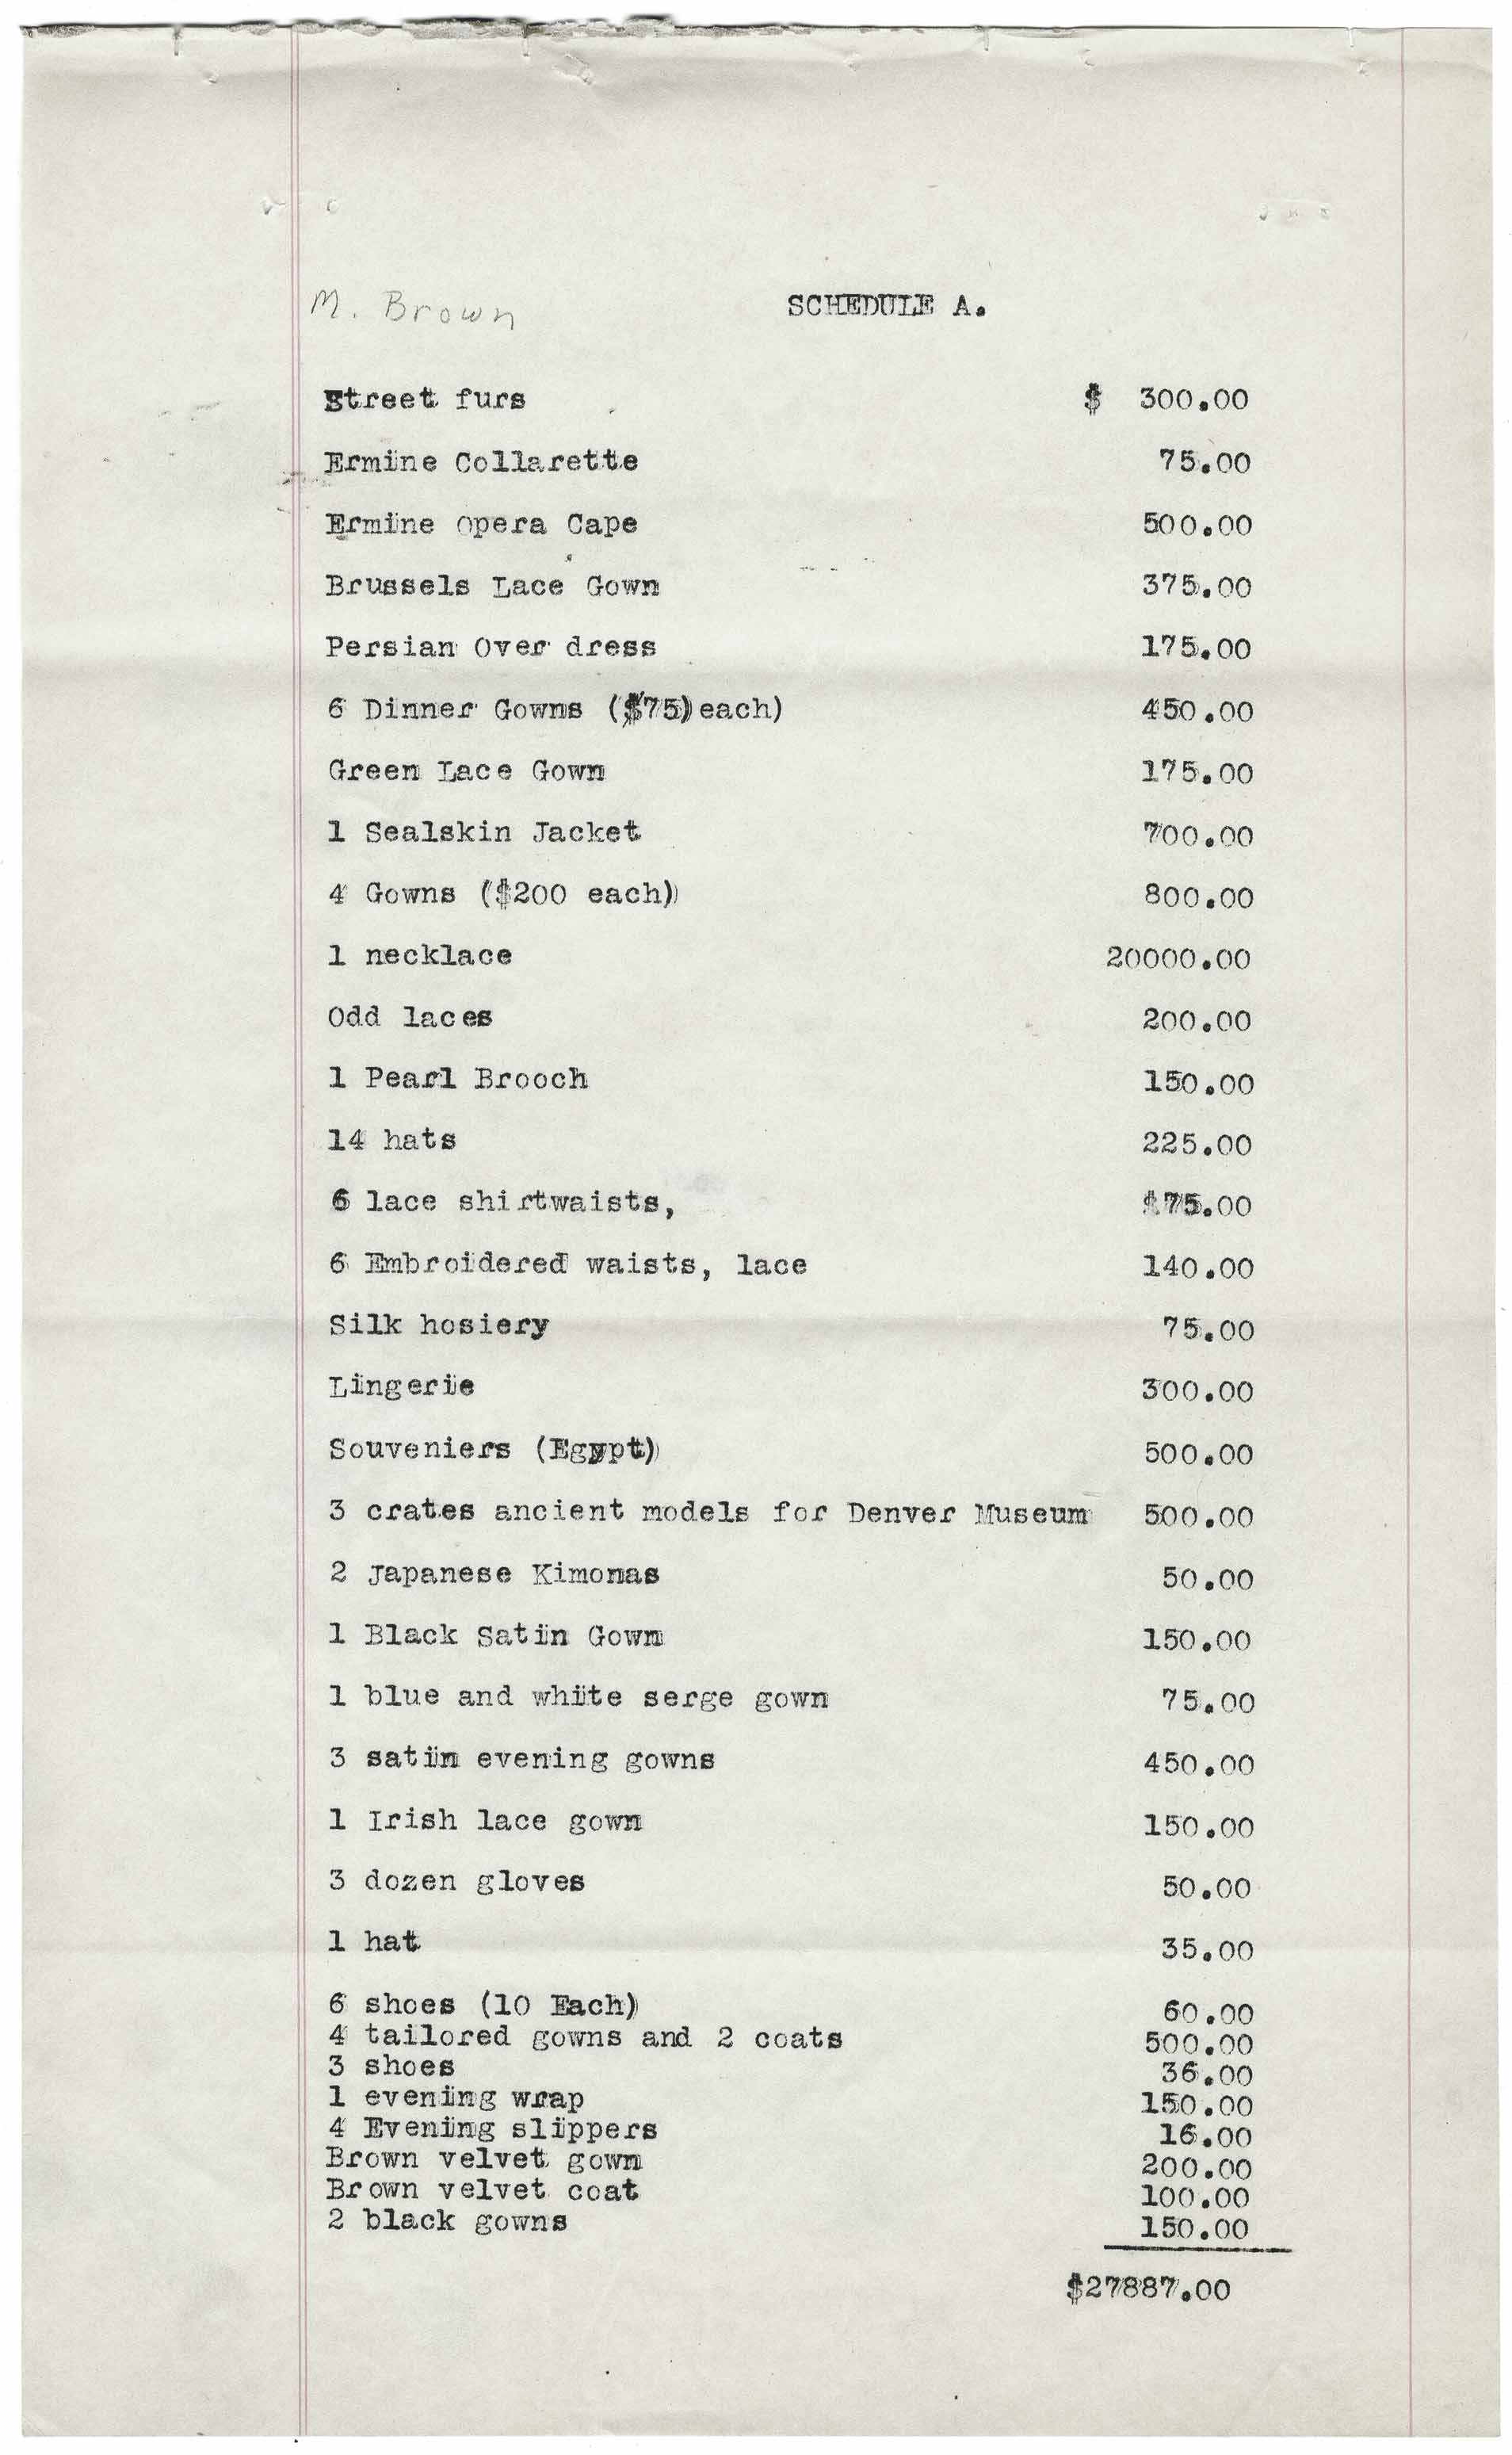 M. Brown
SCHEDULE A.
Street furs $ 300.00
Ermine Collarette 75.00
Ermine Opera Cape 500.00
Brussels Lace Gown 375.00
Persian Over dress 175.00
6 Dinner Gowns ($75)each) 450.00
Green Lace Gown 175.00
1 Sealskin Jacket 700.00
4 Gowns ($200 each) 800.00
1 necklace 20000.00
Odd laces 200.00
1 Pearl Brooch 150.00
14 hats 225.00
6 lace shirtwaists, 75.00
6 Embroidered waists, lace 140.00
Silk hosiery 75.00
Lingerie 300.00
Souveniers (Egypt) 500.00
3 crates ancient models for Denver Museum 500.00
2 Japanese Kimonas 50.00
1 Black Satin Gown 150.00
1 blue and white serge gown 75.00
3 satin evening gowns 450.00
1 Irish lace gown 150.00
3 dozen gloves 50.00
1 hat 35.00
6 shoes (10 Each) 60.00
4 tailored gowns and 2 coats 500.00
3 shoes 36.00
1 evening wrap 150.00
4 Evening slippers 16.00
Brown velvet gown 200.00
Brown velvet coat 100.00
2 black gowns 150.00
$27887.00